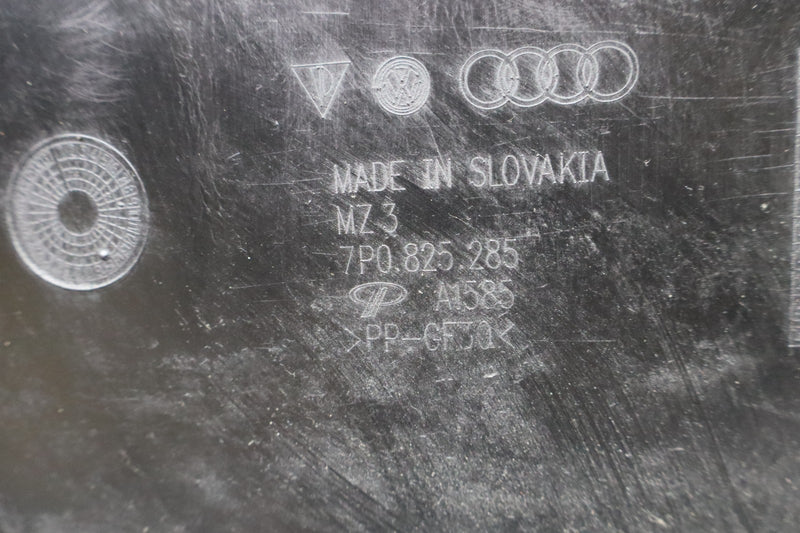 MADE IN SLOVAKIA
MZ 3
7P0.825.285
A1585
>PP-GF30<